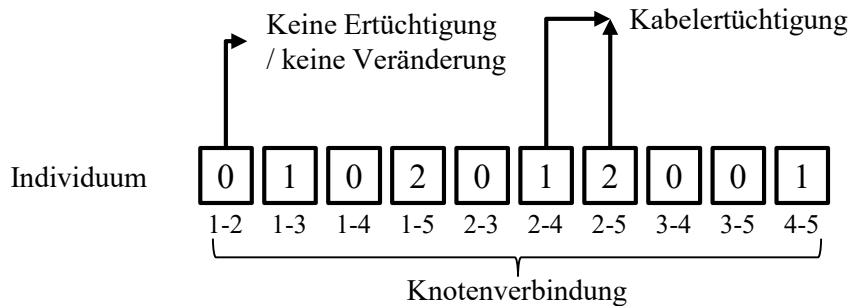 Keine Ertüchtigung
/ keine Veränderung
Kabelertüchtigung
Individuum 0 1 0 2 0 1 2 0 0 1
1-2 1-3 1-4 1-5 2-3 2-4 2-5 3-4 3-5 4-5
Knotenverbindung